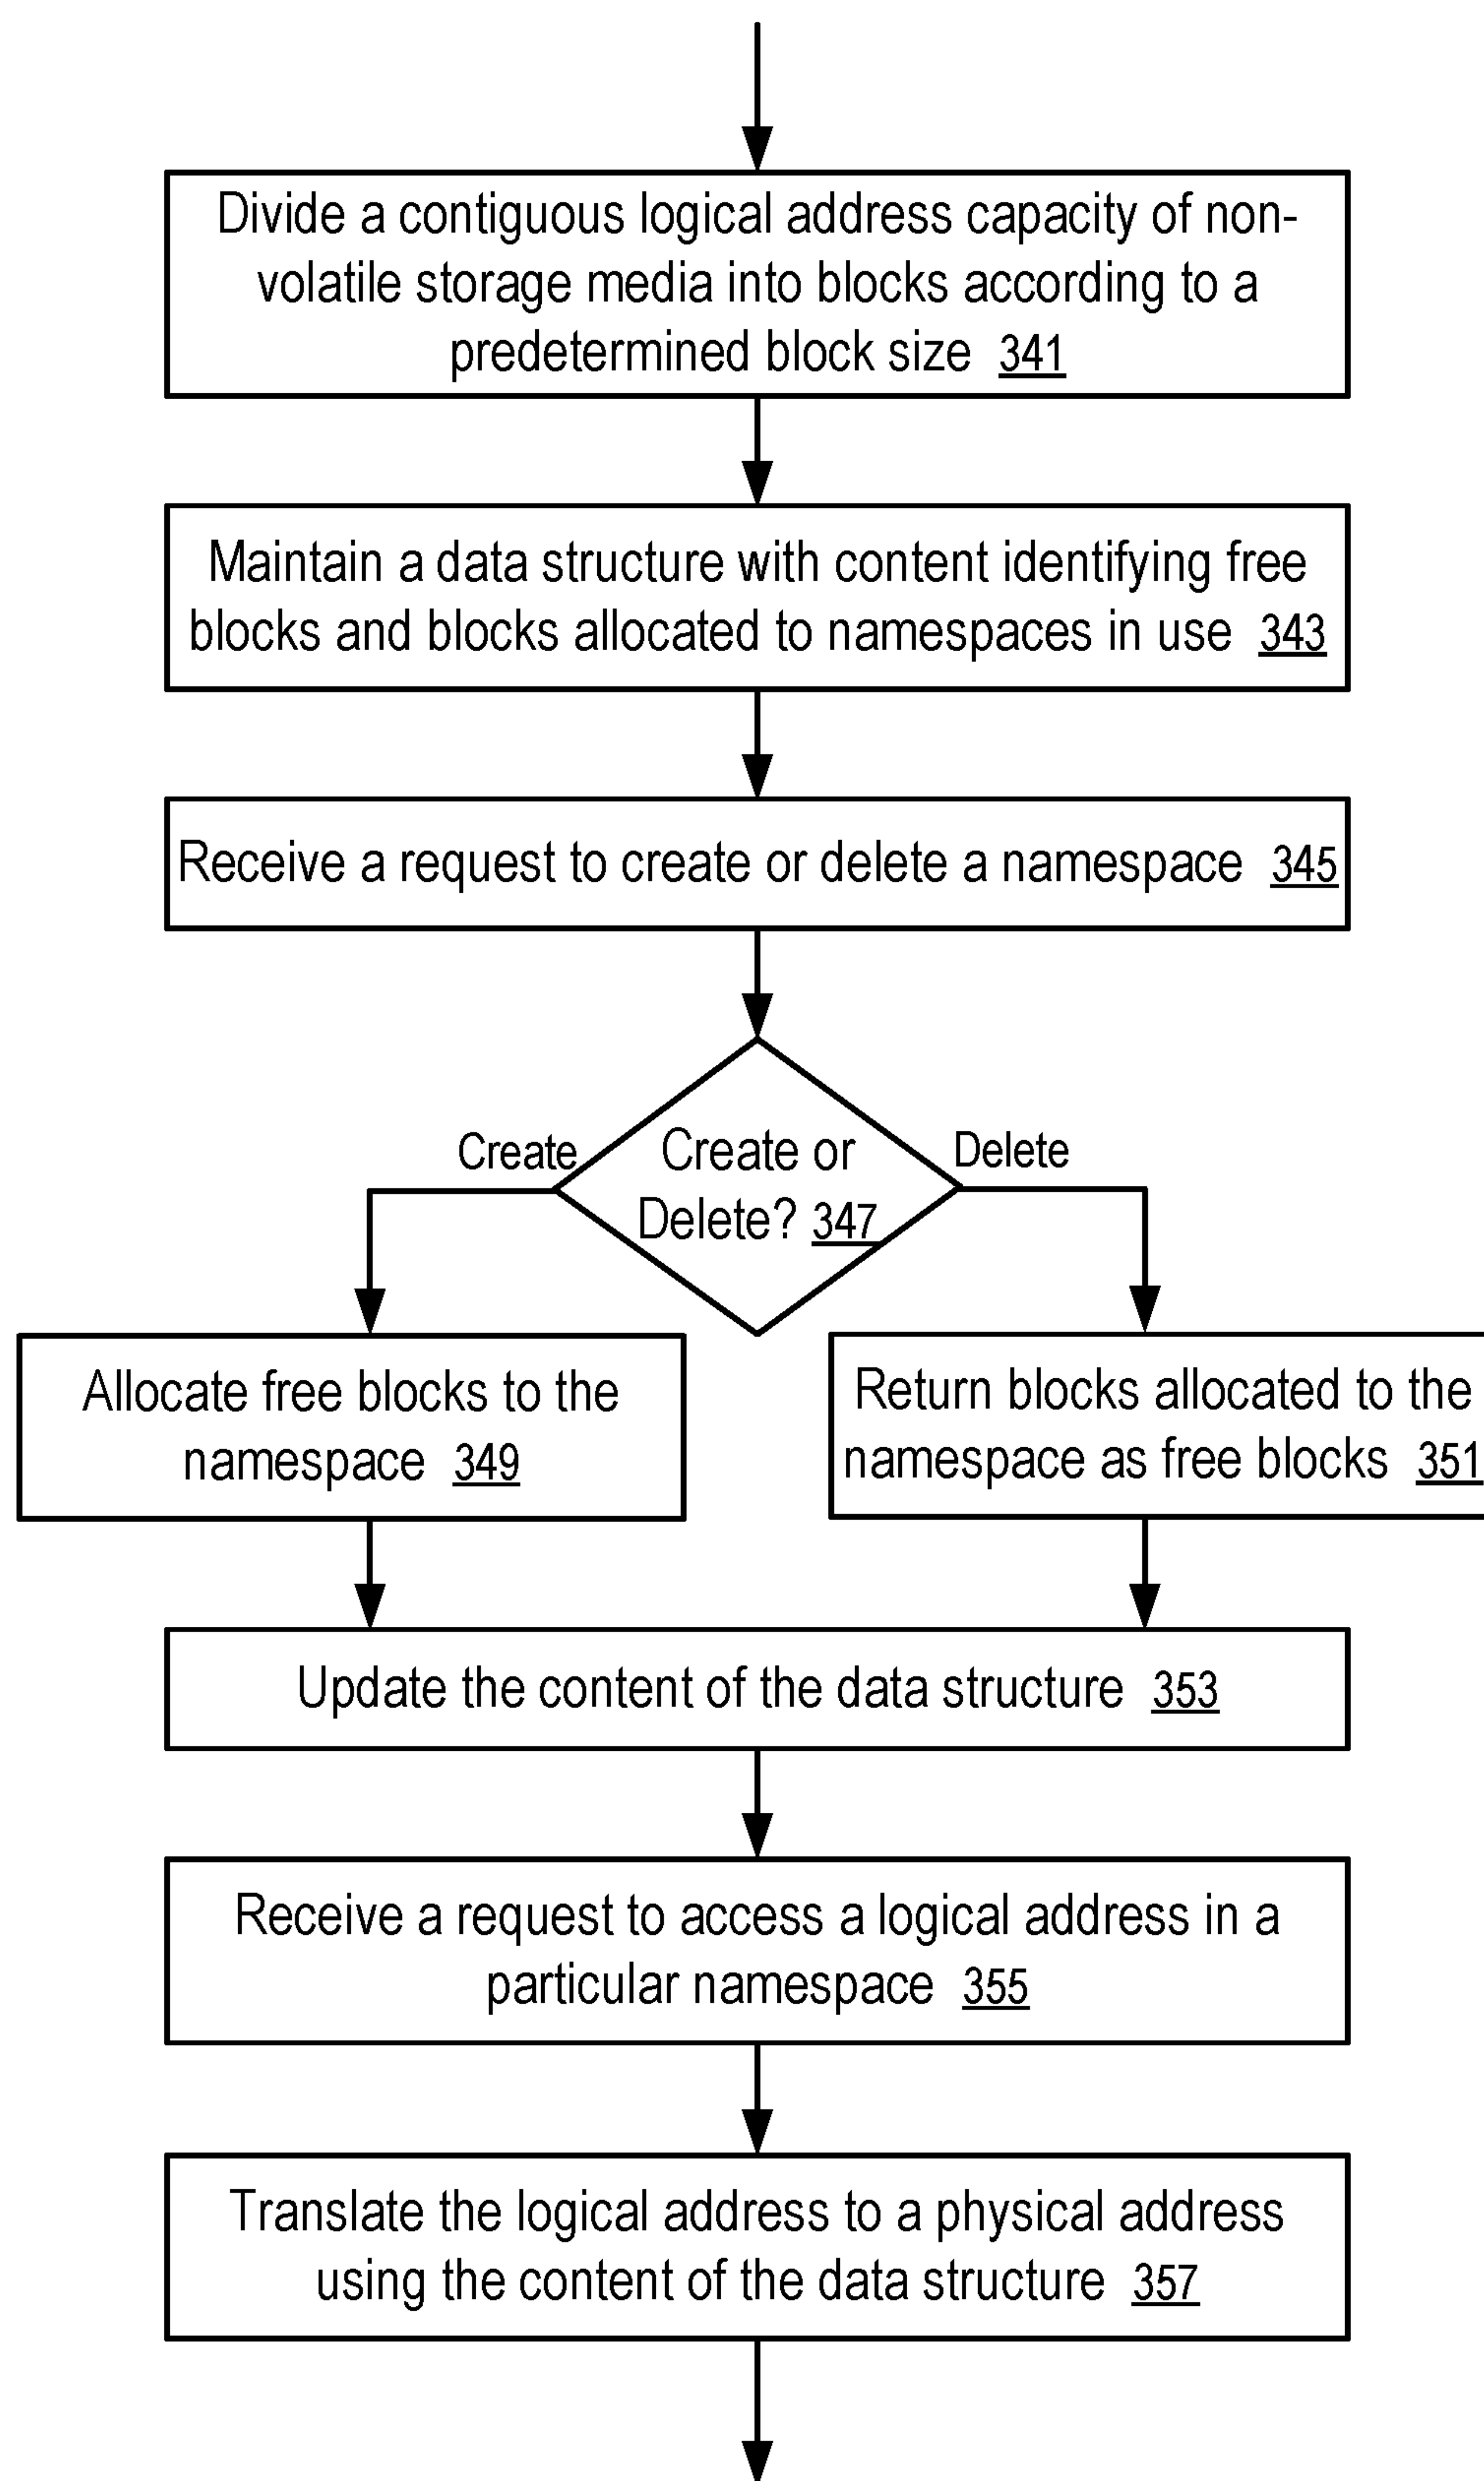 Divide a contiguous logical address capacity of non-
volatile storage media into blocks according to a
predetermined block size 341
Maintain a data structure with content identifying free
blocks and blocks allocated to namespaces in use 343
Receive a request to create or delete a namespace 345
Create
Create or
Delete? 347
Delete
Allocate free blocks to the
namespace 349
Return blocks allocated to the
namespace as free blocks 351
Update the content of the data structure 353
Receive a request to access a logical address in a
particular namespace 355
Translate the logical address to a physical address
using the content of the data structure 357